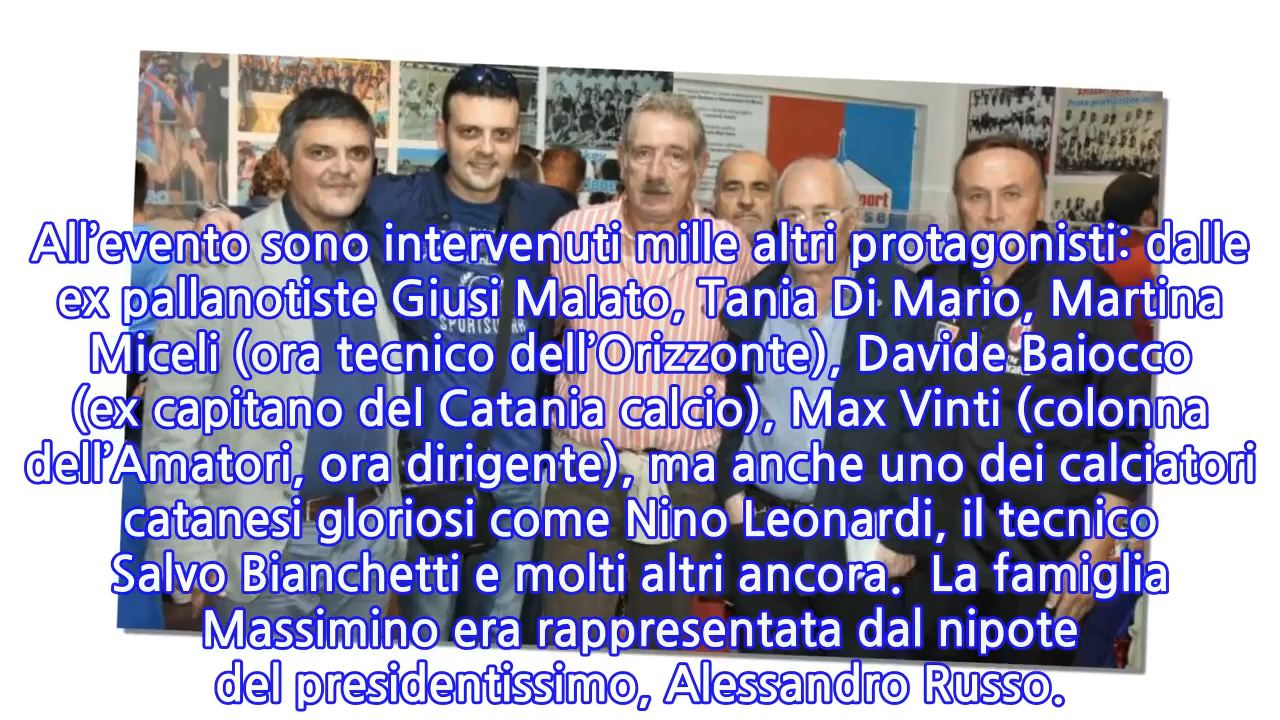 All'evento sono intervenuti mille altri protagonisti: dalle
ex pallanotiste Giusi Malato, Tania Di Mario, Martina
Miceli (ora tecnico dell'Orizzonte), Davide Baiocco
(ex capitano del Catania calcio), Max Vinti (colonna
dell'Amatori, ora dirigente), ma anche uno dei calciatori
catanesi gloriosi come Nino Leonardi, il tecnico
Salvo Bianchetti e molti altri ancora. La famiglia
Massimino era rappresentata dal nipote
del presidentissimo, Alessandro Russo.